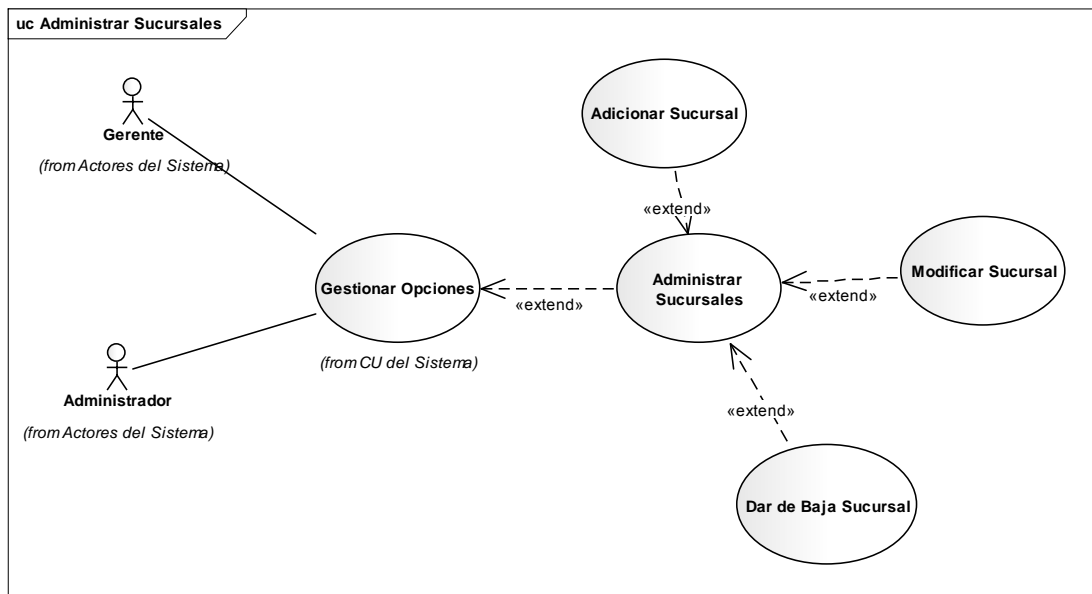 uc Administrar Sucursales
Gerente
(from Actores del Sistema)
Administrador
(from Actores del Sistema)
Gestionar Opciones
(from CU del Sistema)
«extend»
Administrar
Sucursales
Adicionar Sucursal
«extend»
Modificar Sucursal
«extend»
«extend»
Dar de Baja Sucursal